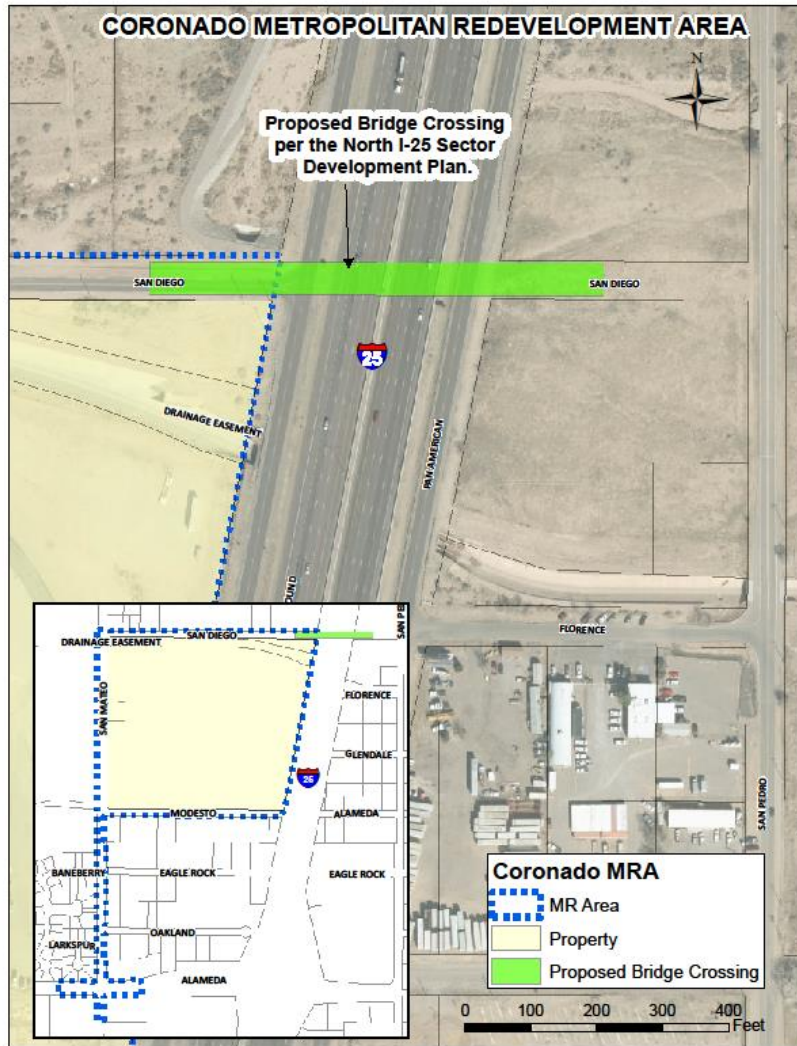 CORONADO METROPOLITAN REDEVELOPMENT AREA
N
Proposed Bridge Crossing
per the North I-25 Sector
Development Plan.
SAN DIEGO
SAN DIEGO
25
DRAINAGE EASEMENT
PAN AMERICAN
OUND
FLORENCE
SAN PEDRO
SAN DIEGO
SAN PE
DRAINAGE EASEMENT
SAN MATEO
FLORENCE
GLENDALE
25
MODESTO
ALAMEDA
BANEBERRY
EAGLE ROCK
EAGLE ROCK
OAKLAND
LARKSPUR
ALAMEDA
Coronado MRA
MR Area
Property
Proposed Bridge Crossing
0 100 200 300 400
Feet